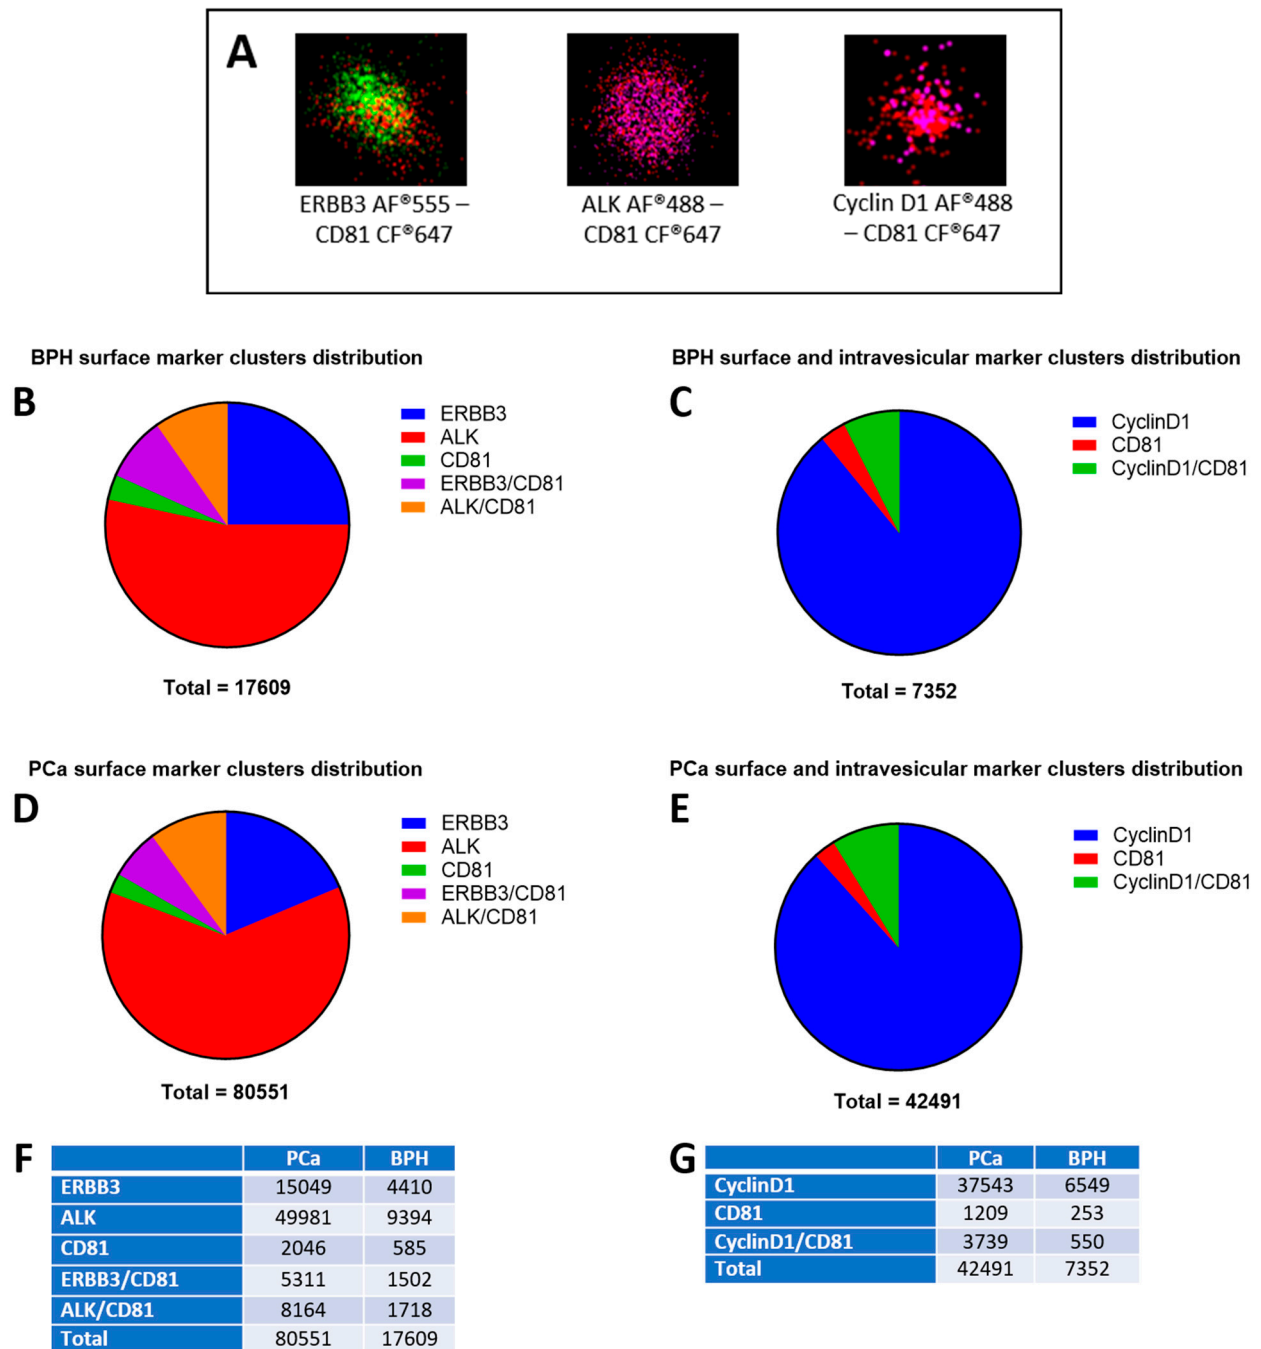 A
ERBB3 AF®555 –
CD81 CF®647
ALK AF®488 –
CD81 CF®647
Cyclin D1 AF®488
– CD81 CF®647
BPH surface marker clusters distribution
B
ERBB3
ALK
CD81
ERBB3/CD81
ALK/CD81
Total = 17609
BPH surface and intravesicular marker clusters distribution
C
CyclinD1
CD81
CyclinD1/CD81
Total = 7352
PCa surface marker clusters distribution
D
ERBB3
ALK
CD81
ERBB3/CD81
ALK/CD81
Total = 80551
PCa surface and intravesicular marker clusters distribution
E
CyclinD1
CD81
CyclinD1/CD81
Total = 42491
F
PCa BPH
ERBB3 15049 4410
ALK 49981 9394
CD81 2046 585
ERBB3/CD81 5311 1502
ALK/CD81 8164 1718
Total 80551 17609
G
PCa BPH
CyclinD1 37543 6549
CD81 1209 253
CyclinD1/CD81 3739 550
Total 42491 7352